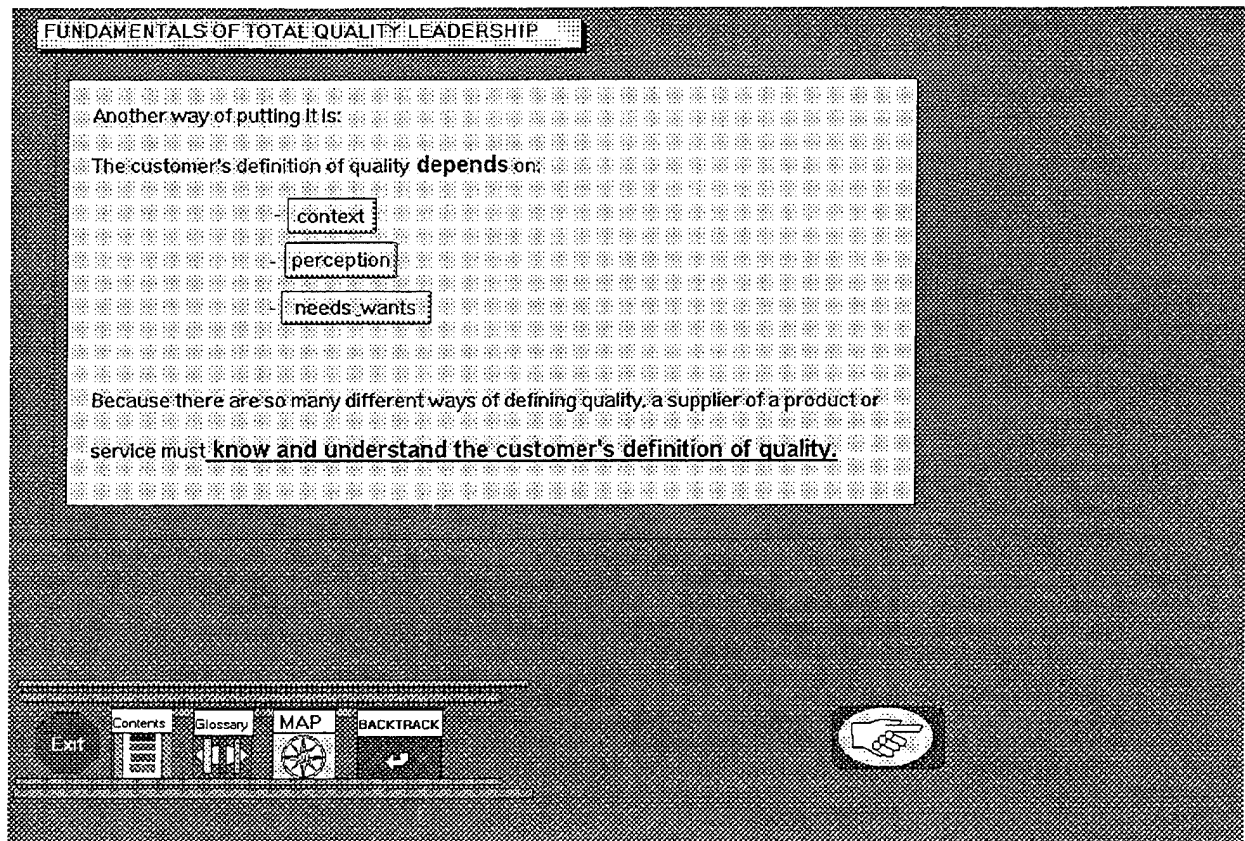 FUNDAMENTALS OF TOTAL QUALITY LEADERSHIP
Another way of putting it is:
The customer's definition of quality depends on:
- context
- perception
- needs_wants
Because there are so many different ways of defining quality, a supplier of a product or
service must know and understand the customer's definition of quality.
Exit
Contents
Glossary
MAP
BACKTRACK